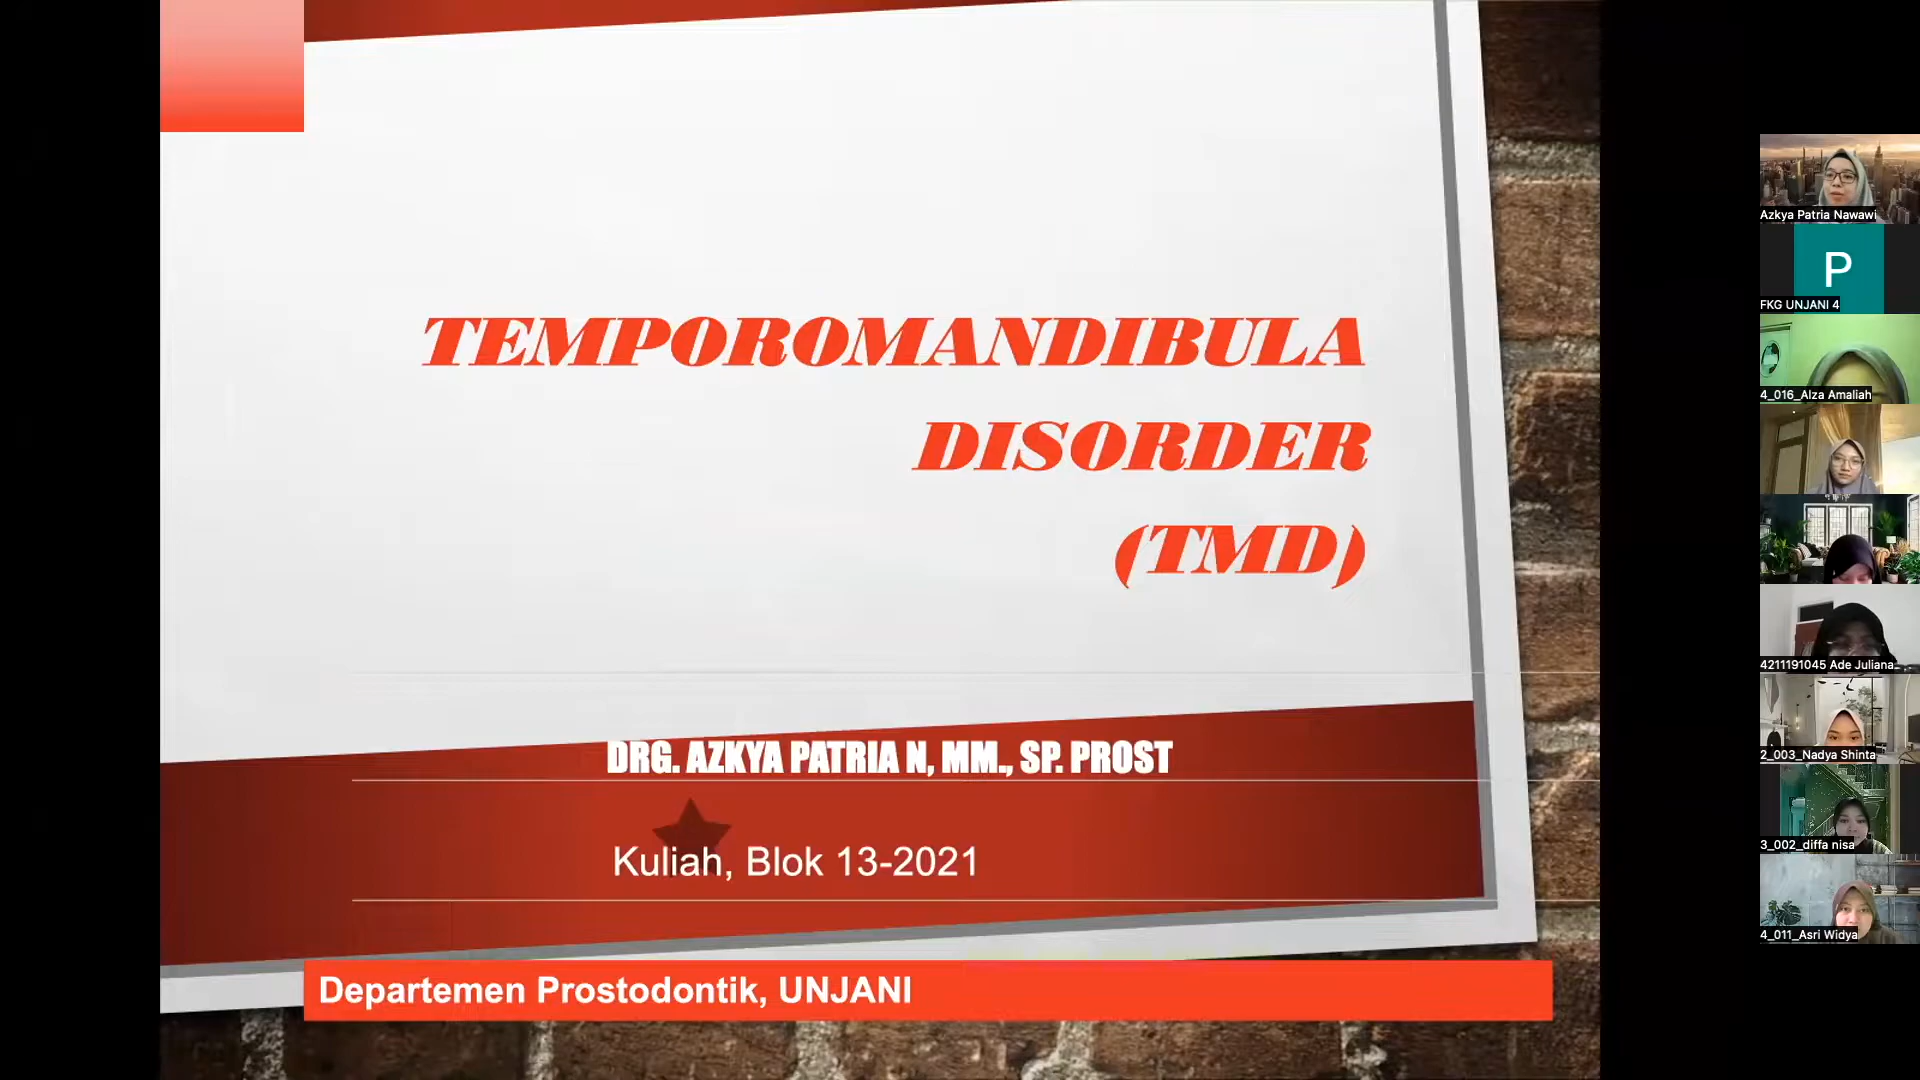 TEMPOROMANDIBULA
DISORDER
(TMD)
DRG. AZKYA PATRIA N, MM., SP. PROST
Kuliah, Blok 13-2021
Departemen Prostodontik, UNJANI
Azkya Patria Nawawi
P
FKG UNJANI 4
4_016_Alza Amaliah
4211191045 Ade Juliana...
2_003_Nadya Shinta
3_002_diffa nisa
4_011_Asri Widya